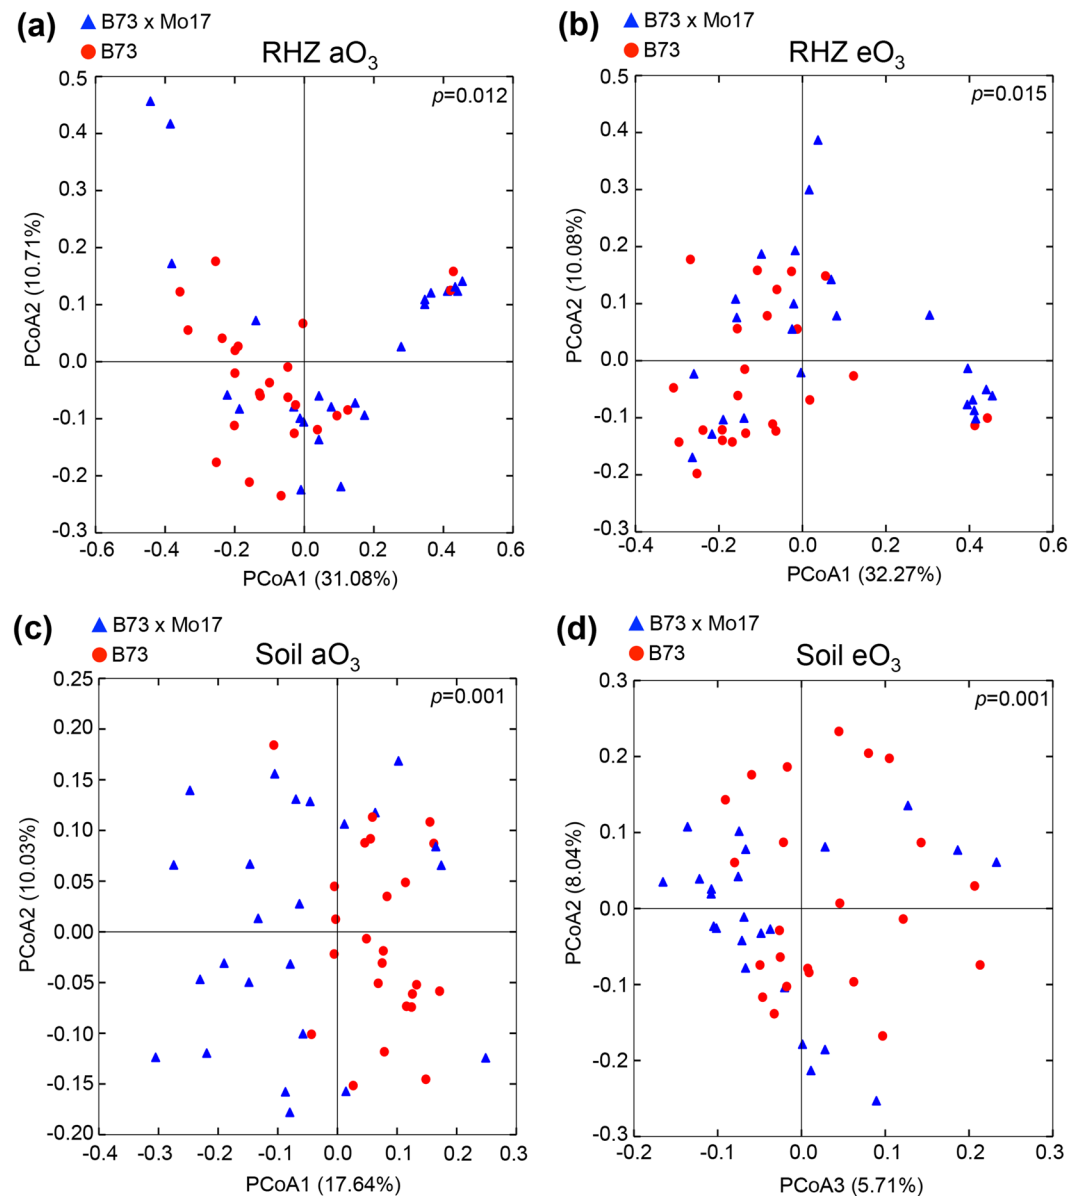 (a)
B73 x Mo17
B73
RHZ aO3
p=0.012
0.5
0.4
0.3
0.2
0.1
0.0
-0.1
-0.2
-0.3
PCoA2 (10.71%)
-0.6 -0.4 -0.2 0.0 0.2 0.4 0.6
PCoA1 (31.08%)
(b)
B73 x Mo17
B73
RHZ eO3
p=0.015
0.5
0.4
0.3
0.2
0.1
0.0
-0.1
-0.2
-0.3
PCoA2 (10.08%)
-0.4 -0.2 0.0 0.2 0.4 0.6
PCoA1 (32.27%)
(c)
B73 x Mo17
B73
Soil aO3
p=0.001
0.25
0.20
0.15
0.10
0.05
0.00
-0.05
-0.10
-0.15
-0.20
PCoA2 (10.03%)
-0.4 -0.3 -0.2 -0.1 0.0 0.1 0.2 0.3
PCoA1 (17.64%)
(d)
B73 x Mo17
B73
Soil eO3
p=0.001
0.3
0.2
0.1
0.0
-0.1
-0.2
-0.3
PCoA2 (8.04%)
-0.2 -0.1 0.0 0.1 0.2 0.3
PCoA3 (5.71%)